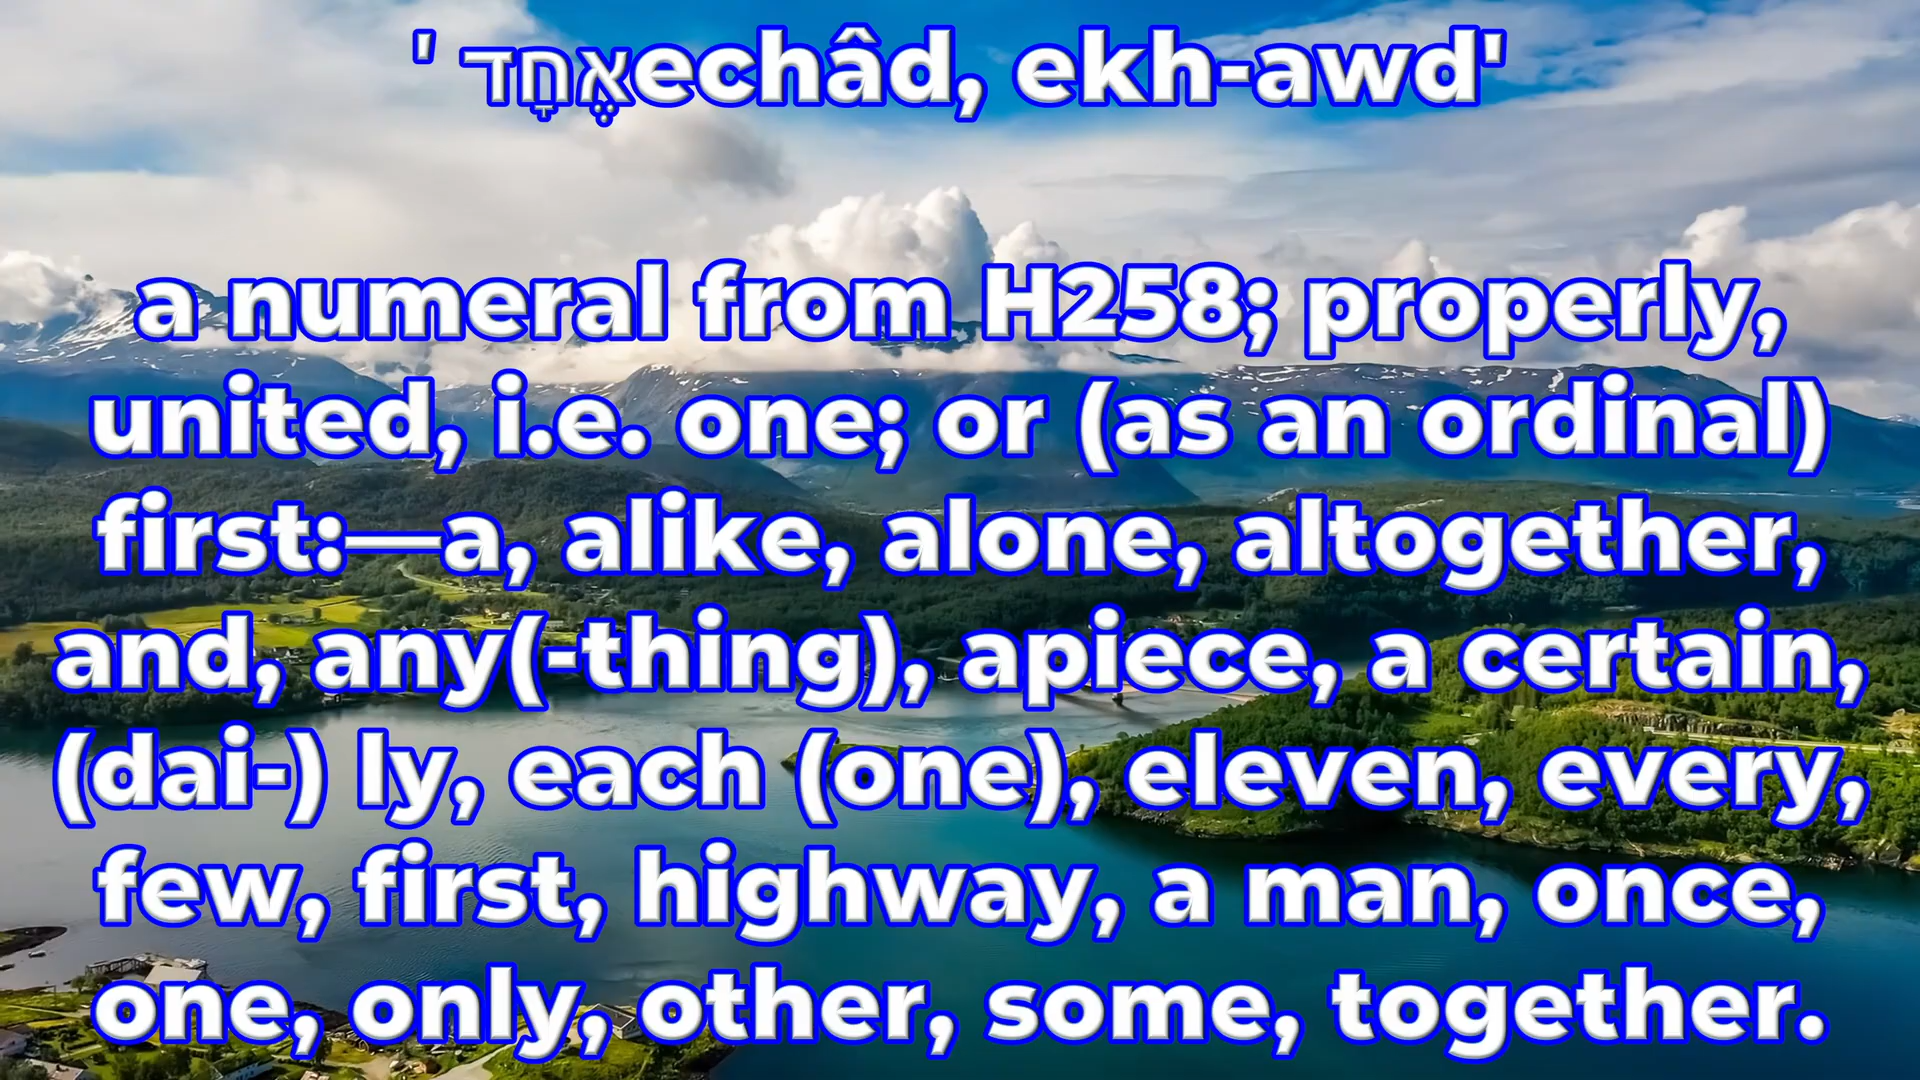 ' אֶחָדechâd, ekh-awd'
a numeral from H258; properly,
united, i.e. one; or (as an ordinal)
first:—a, alike, alone, altogether,
and, any(-thing), apiece, a certain,
(dai-) ly, each (one), eleven, every,
few, first, highway, a man, once,
one, only, other, some, together.